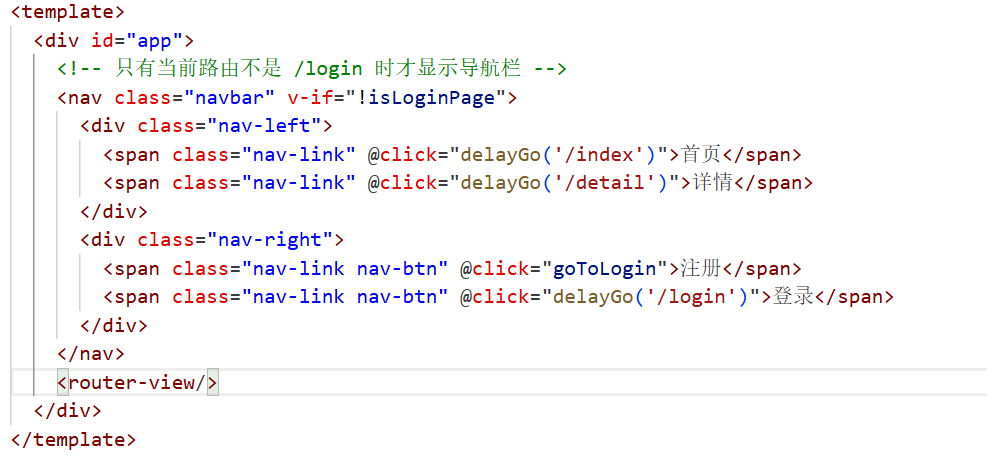 <template>
  <div id="app">
    <!-- 只有当前路由不是 /login 时才显示导航栏 -->
    <nav class="navbar" v-if="!isLoginPage">
      <div class="nav-left">
        <span class="nav-link" @click="delayGo('/index')">首页</span>
        <span class="nav-link" @click="delayGo('/detail')">详情</span>
      </div>
      <div class="nav-right">
        <span class="nav-link nav-btn" @click="goToLogin">注册</span>
        <span class="nav-link nav-btn" @click="delayGo('/login')">登录</span>
      </div>
    </nav>
    <router-view/>
  </div>
</template>